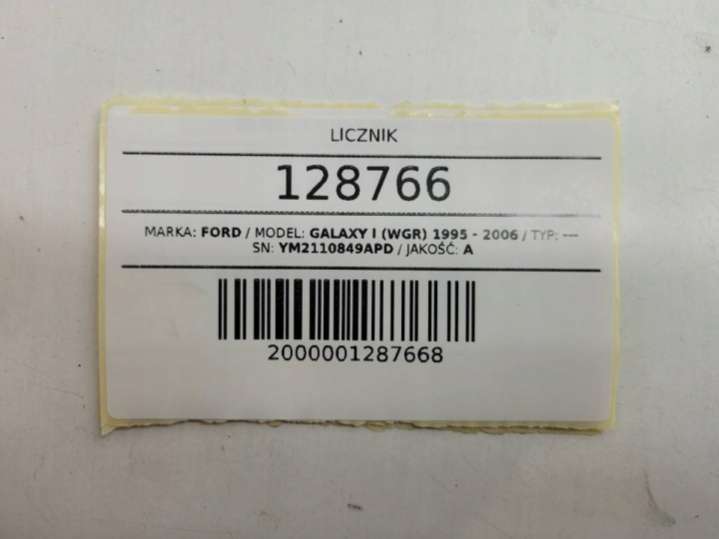 LICZNIK
128766
MARKA: FORD / MODEL: GALAXY I (WGR) 1995 - 2006 / TYP: ---
SN: YM2110849APD / JAKOŚĆ: A
2000001287668